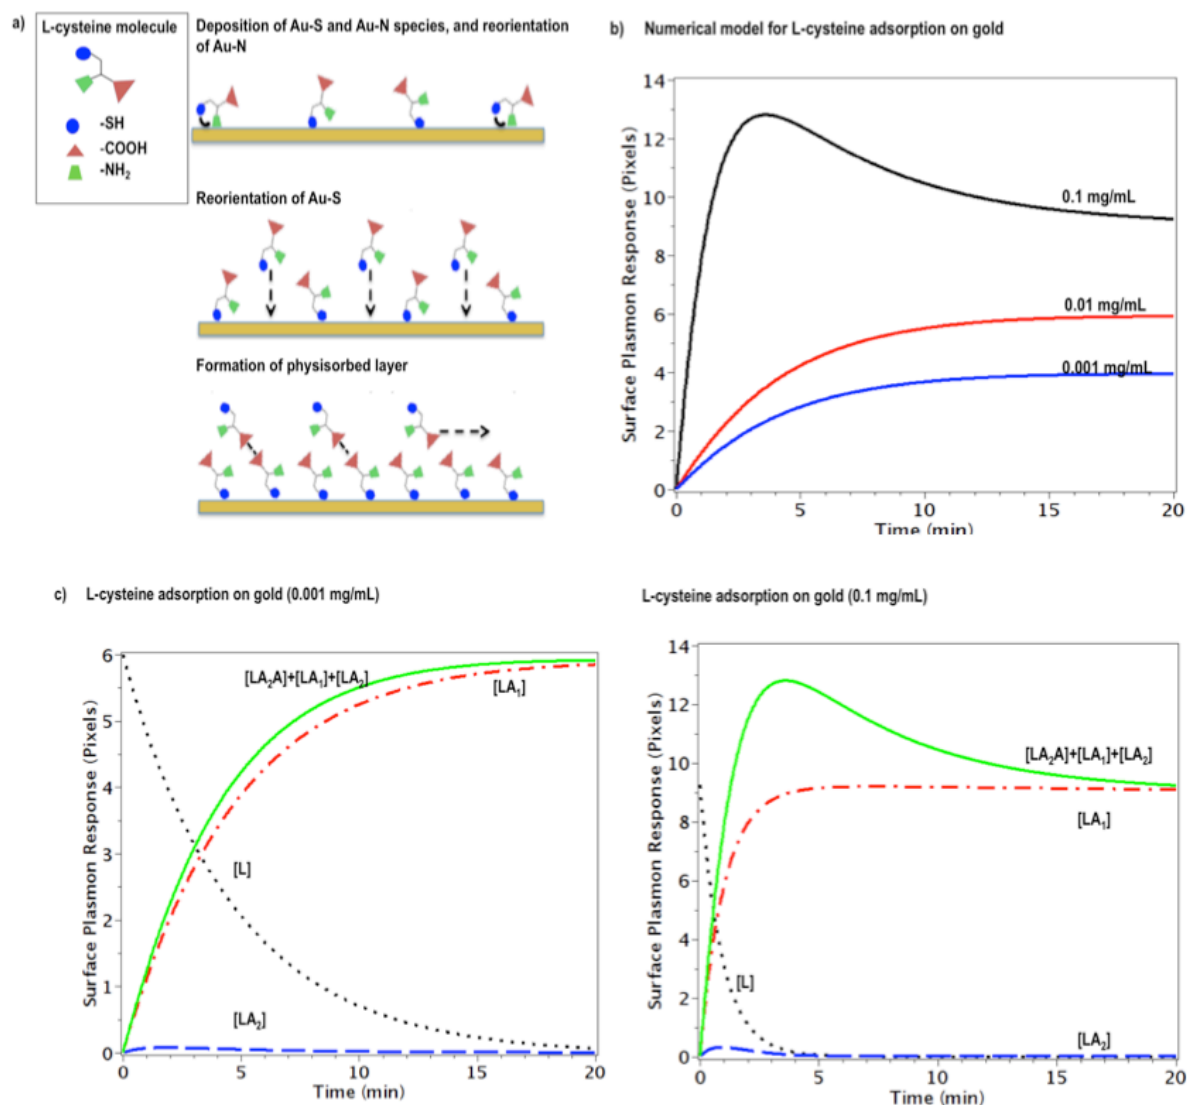 a)
L-cysteine molecule
-SH
-COOH
-NH₂
Deposition of Au-S and Au-N species, and reorientation
of Au-N
Reorientation of Au-S
Formation of physisorbed layer
b) Numerical model for L-cysteine adsorption on gold
Surface Plasmon Response (Pixels)
14
12
10
8
6
4
2
0
0.1 mg/mL
0.01 mg/mL
0.001 mg/mL
0 5 10 15 20
Time (min)
c) L-cysteine adsorption on gold (0.001 mg/mL)
Surface Plasmon Response (Pixels)
6
5
4
3
2
1
0
[LA₂A]+[LA₁]+[LA₂]
[LA₁]
[L]
[LA₂]
0 5 10 15 20
Time (min)
L-cysteine adsorption on gold (0.1 mg/mL)
Surface Plasmon Response (Pixels)
14
12
10
8
6
4
2
0
[LA₂A]+[LA₁]+[LA₂]
[LA₁]
[L]
[LA₂]
0 5 10 15 20
Time (min)